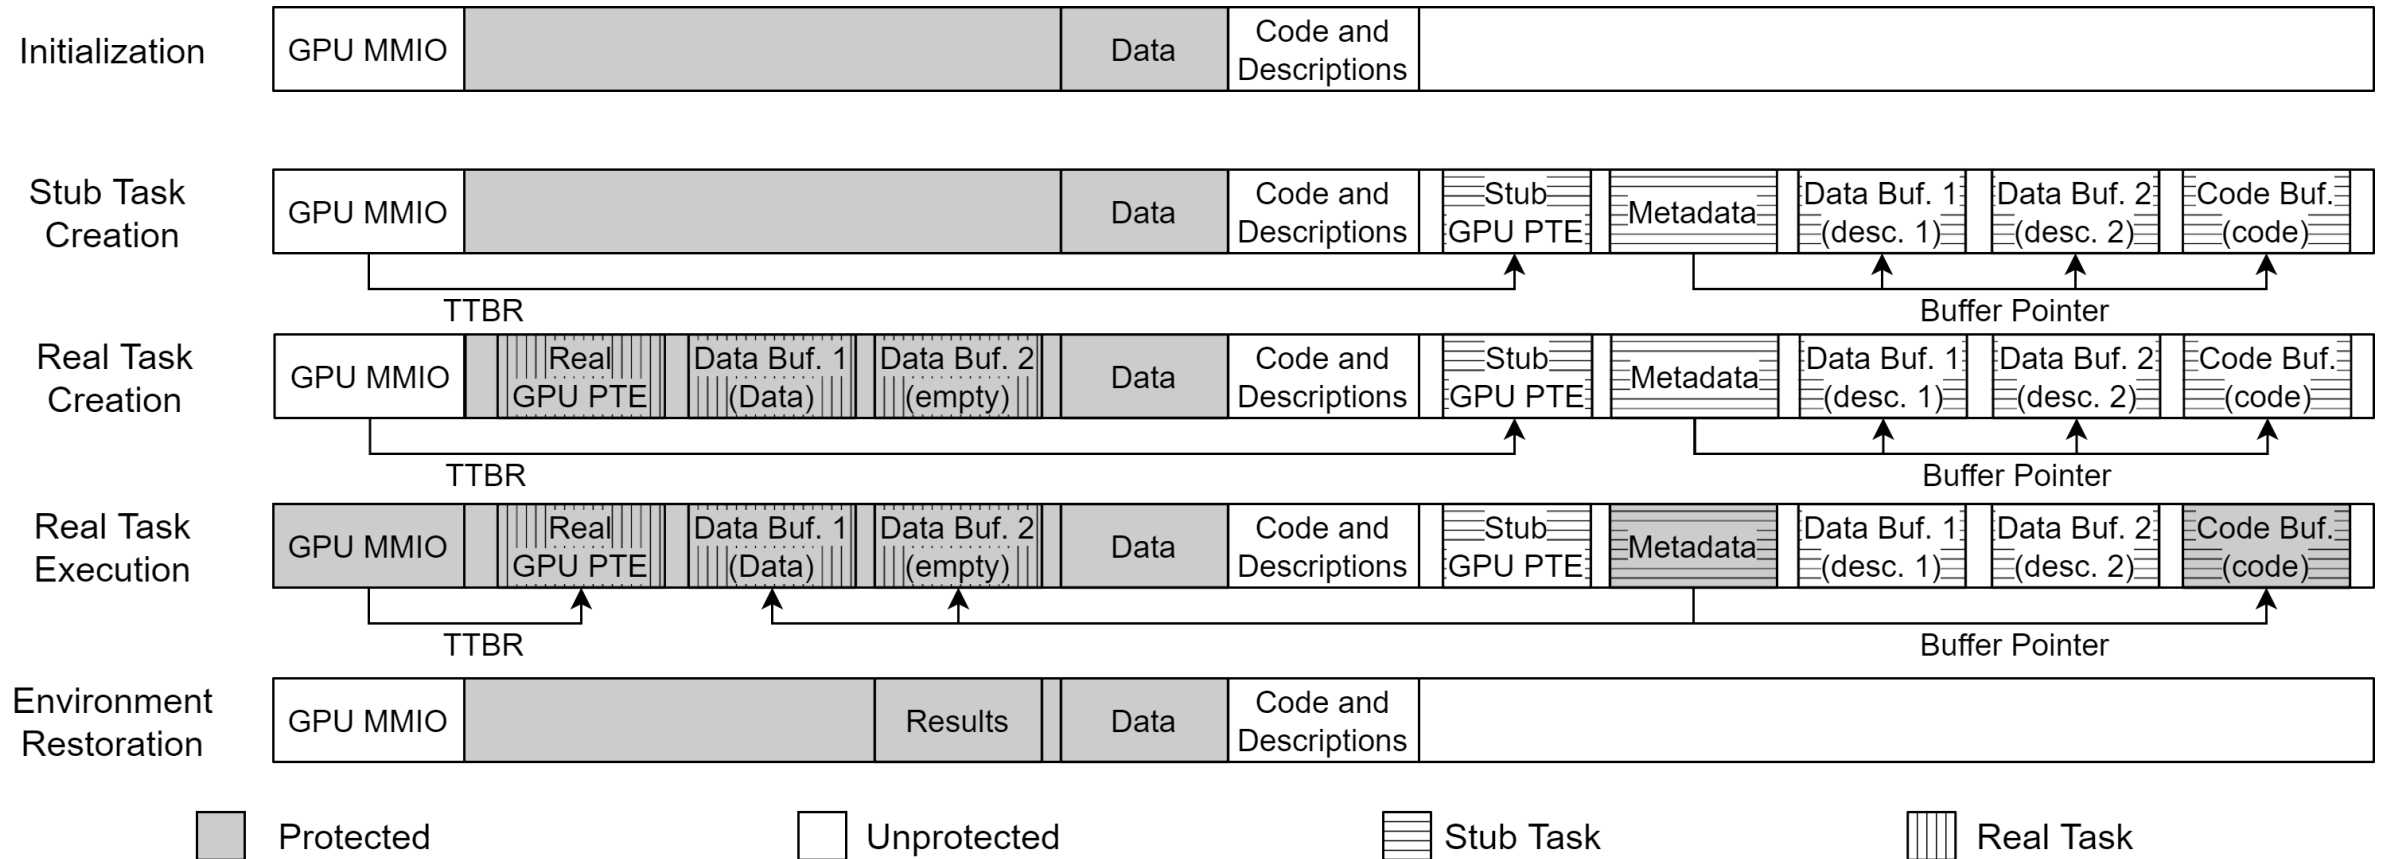 Initialization
GPU MMIO
Data
Code and
Descriptions
Stub Task
Creation
GPU MMIO
Data
Code and
Descriptions
Stub
GPU PTE
Metadata
Data Buf. 1
(desc. 1)
Data Buf. 2
(desc. 2)
Code Buf.
(code)
TTBR
Buffer Pointer
Real Task
Creation
GPU MMIO
Real
GPU PTE
Data Buf. 1
(Data)
Data Buf. 2
(empty)
Data
Code and
Descriptions
Stub
GPU PTE
Metadata
Data Buf. 1
(desc. 1)
Data Buf. 2
(desc. 2)
Code Buf.
(code)
TTBR
Buffer Pointer
Real Task
Execution
GPU MMIO
Real
GPU PTE
Data Buf. 1
(Data)
Data Buf. 2
(empty)
Data
Code and
Descriptions
Stub
GPU PTE
Metadata
Data Buf. 1
(desc. 1)
Data Buf. 2
(desc. 2)
Code Buf.
(code)
TTBR
Buffer Pointer
Environment
Restoration
GPU MMIO
Results
Data
Code and
Descriptions
Protected
Unprotected
Stub Task
Real Task